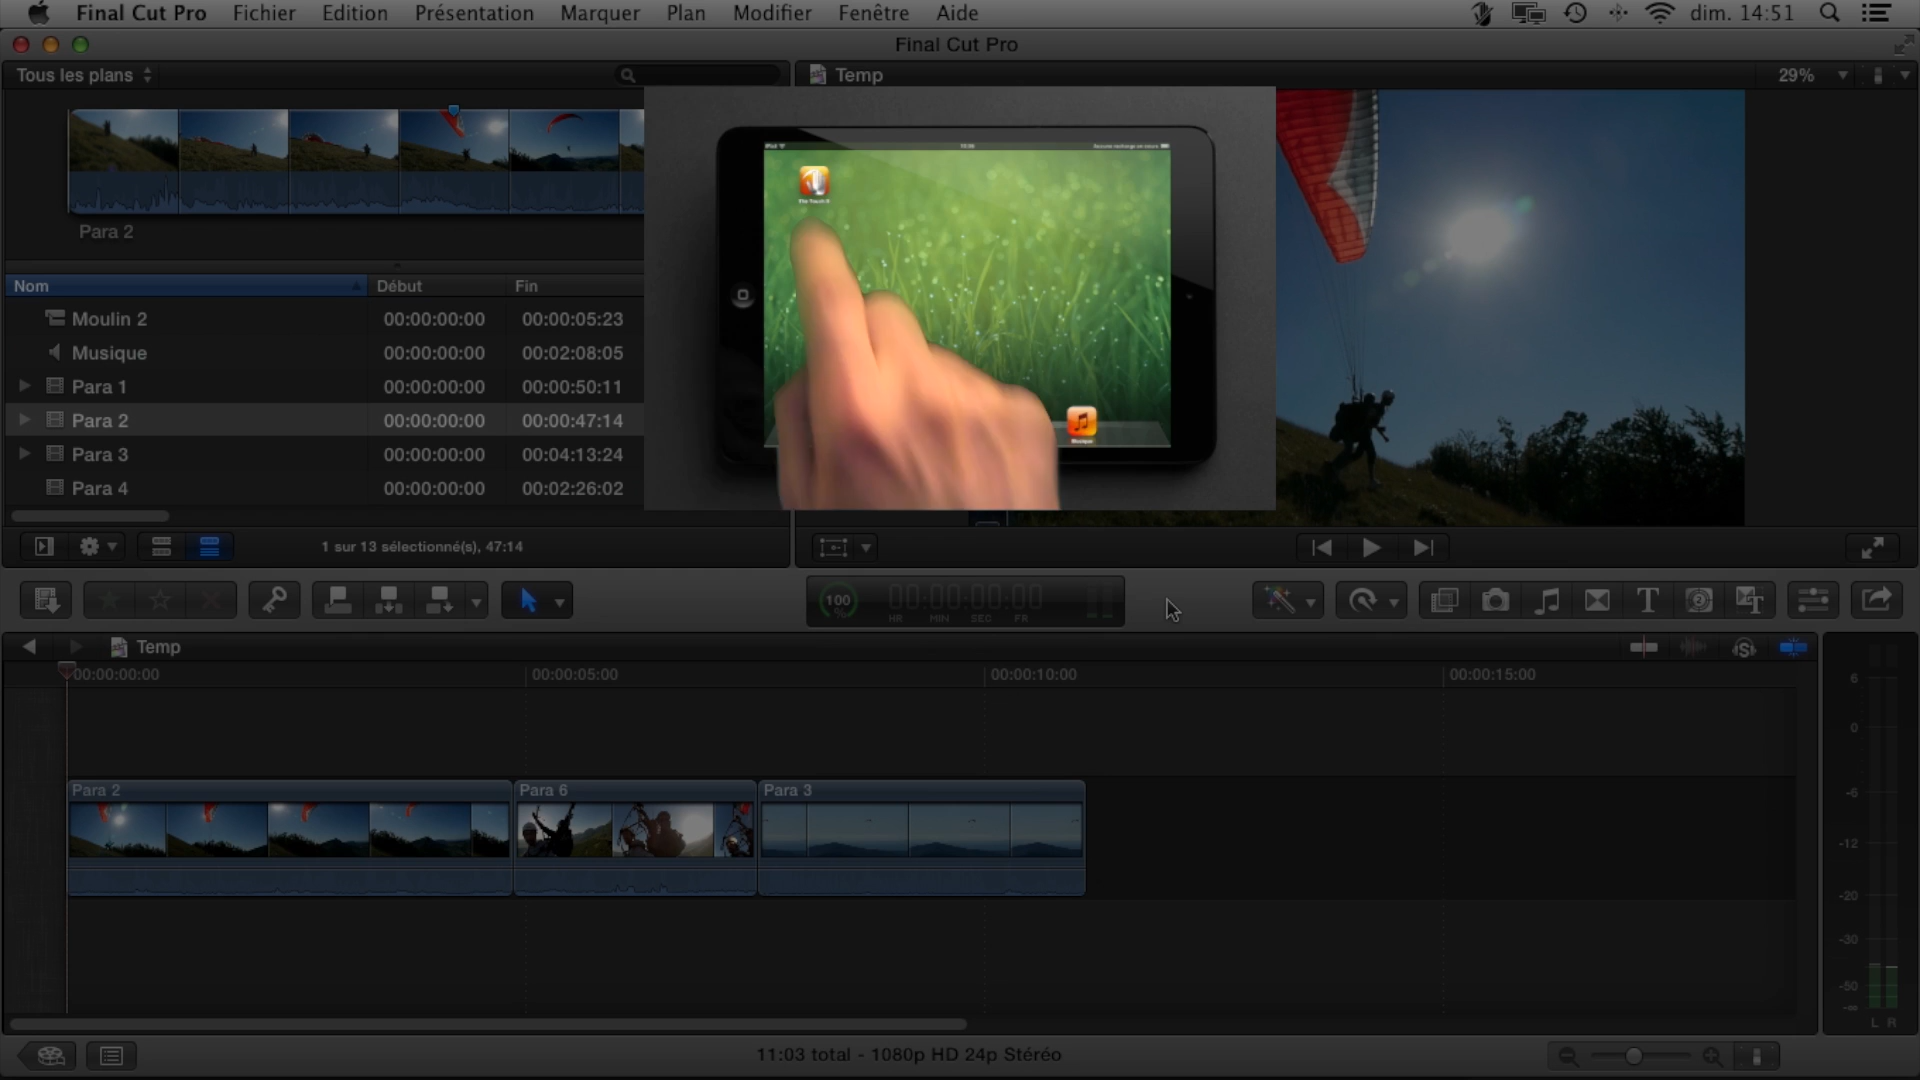 Final Cut Pro Fichier Edition Présentation Marquer Plan Modifier Fenêtre Aide dim. 14:51
Final Cut Pro
Tous les plans
Temp 29%
Para 2
Nom Début Fin
Moulin 2 00:00:00:00 00:00:05:23
Musique 00:00:00:00 00:02:08:05
Para 1 00:00:00:00 00:00:50:11
Para 2 00:00:00:00 00:00:47:14
Para 3 00:00:00:00 00:04:13:24
Para 4 00:00:00:00 00:02:26:02
Musique
1 sur 13 sélectionné(s), 47:14
100 % 00:00:00:00
HR MIN SEC FR
Temp
00:00:00:00 00:00:05:00 00:00:10:00 00:00:15:00
Para 2 Para 6 Para 3
6
0
-6
-12
-20
-30
-50
-∞
L R
11:03 total - 1080p HD 24p Stéréo